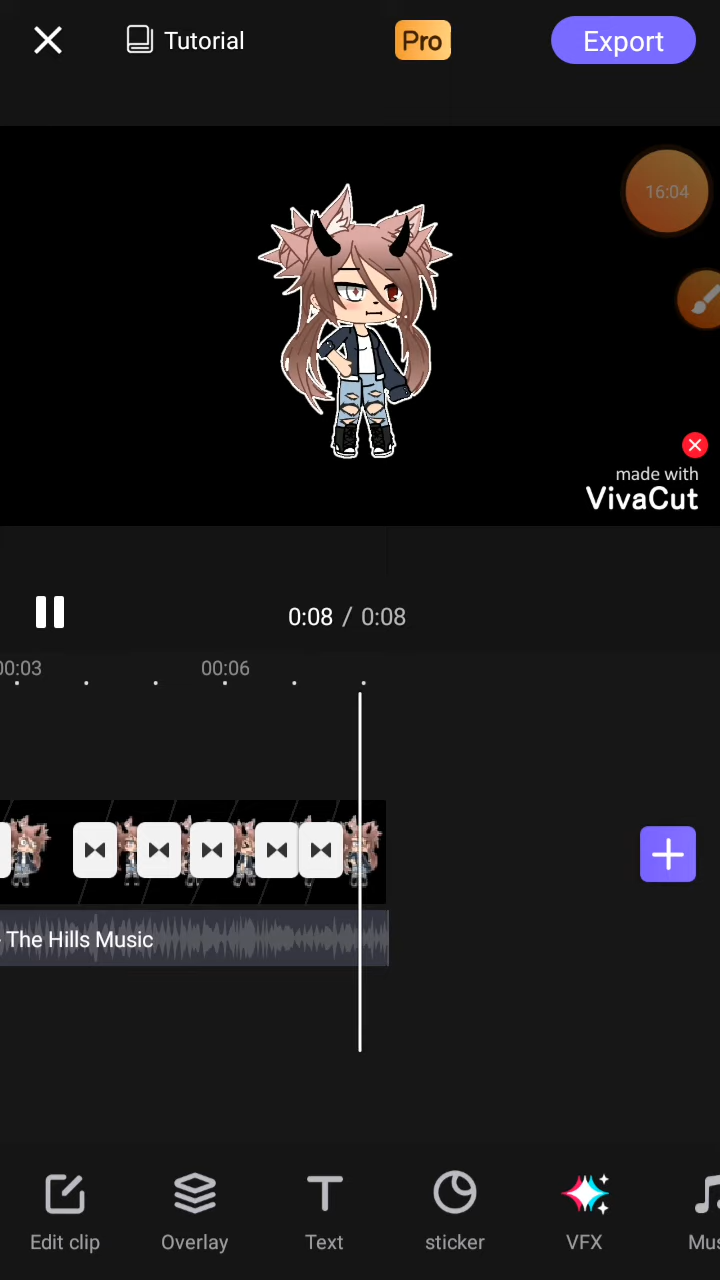 Tutorial
Pro
Export
16:04
made with
VivaCut
0:08 / 0:08
00:03
00:06
The Hills Music
Edit clip
Overlay
Text
sticker
VFX
Mus